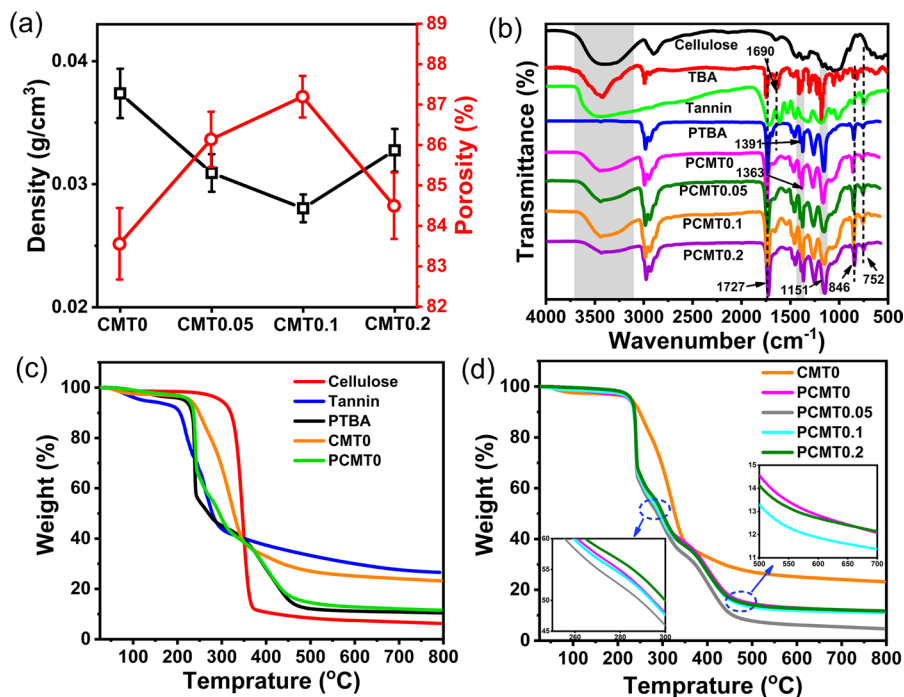 (a)
Density (g/cm³)
0.04
0.03
0.02
CMT0 CMT0.05 CMT0.1 CMT0.2
89
88
87
86
85
84
83
82
Porosity (%)
(b)
Transmittance (%)
Cellulose
1690
TBA
Tannin
PTBA
1391
PCMT0
1363
PCMT0.05
PCMT0.1
PCMT0.2
1727 1151 846 752
4000 3500 3000 2500 2000 1500 1000 500
Wavenumber (cm⁻¹)
(c)
Weight (%)
100
80
60
40
20
0
Cellulose
Tannin
PTBA
CMT0
PCMT0
100 200 300 400 500 600 700 800
Temprature (°C)
(d)
Weight (%)
100
80
60
40
20
0
CMT0
PCMT0
PCMT0.05
PCMT0.1
PCMT0.2
15
14
13
12
11
500 550 600 650 700
60
55
50
45
260 280 300
100 200 300 400 500 600 700 800
Temprature (°C)